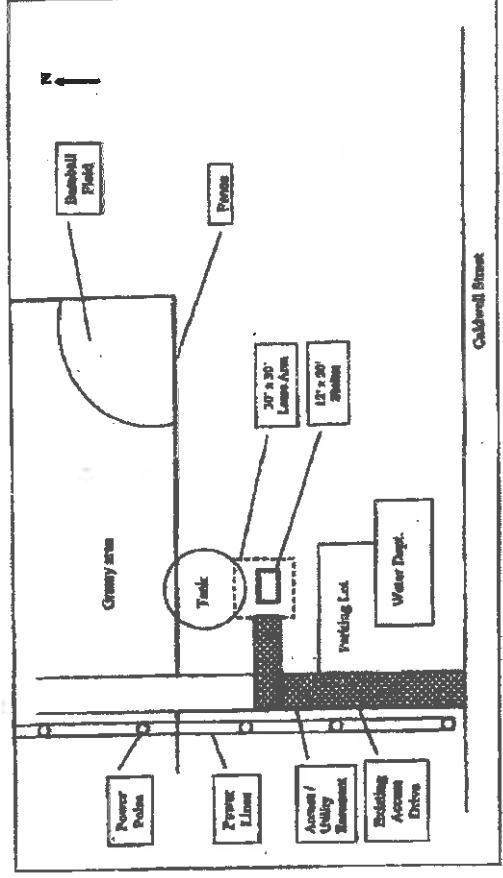 N
Baseball
Field
Fence
Grassy area
Tank
30' x 30'
Lease Area
12' x 20'
Shelter
Parking Lot
Water Dept.
Power
Poles
Power
Lines
Access /
Utility
Easement
Existing
Access
Drive
Caldwell Street